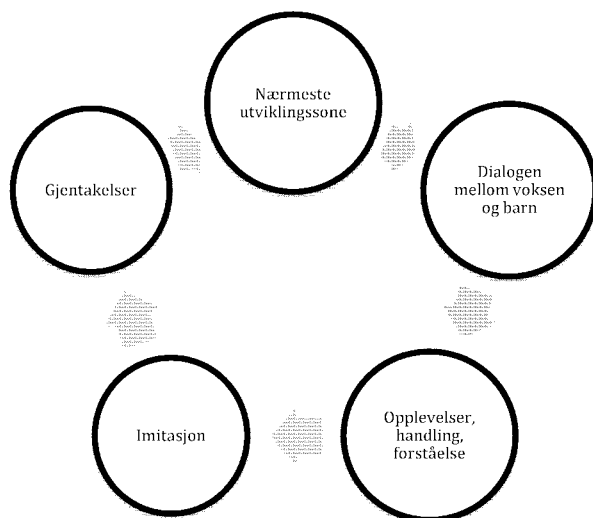 Nærmeste
utviklingssone
Dialogen
mellom voksen
og barn
Opplevelser,
handling,
forståelse
Imitasjon
Gjentakelser